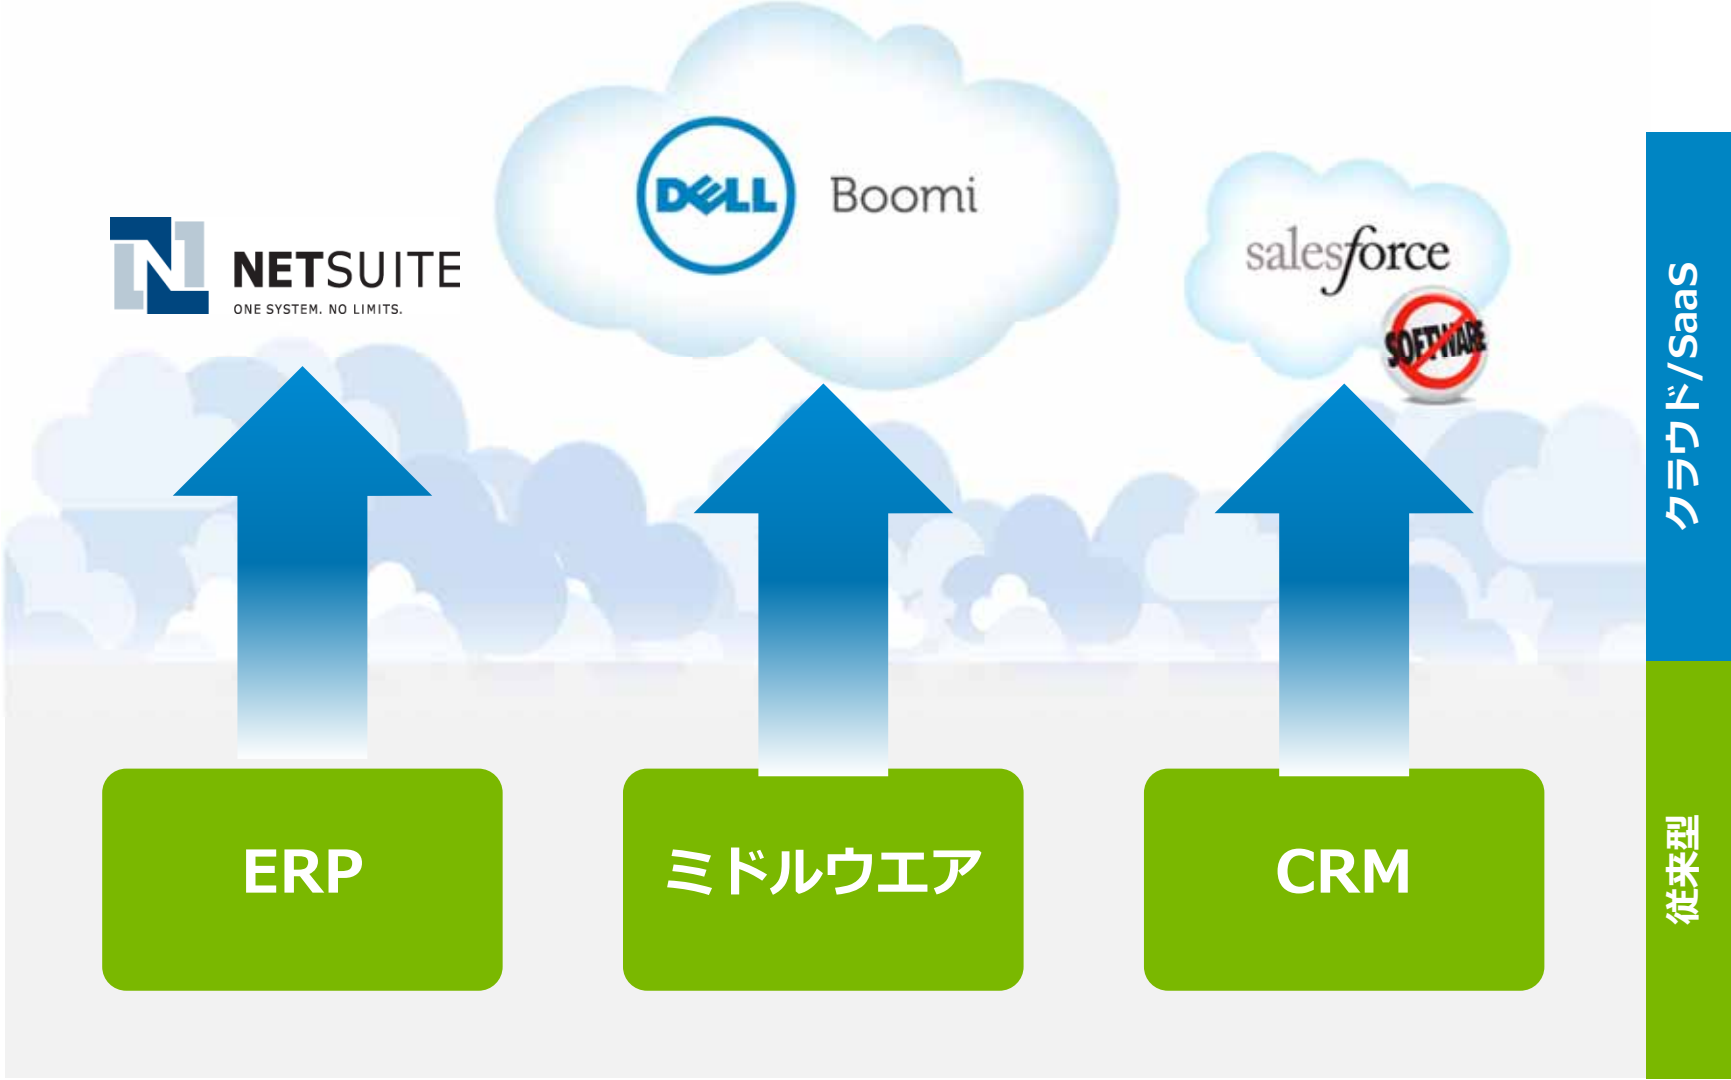 DELL Boomi
NETSUITE
ONE SYSTEM. NO LIMITS.
salesforce
SOFTWARE
クラウド/SaaS
ERP
ミドルウエア
CRM
従来型